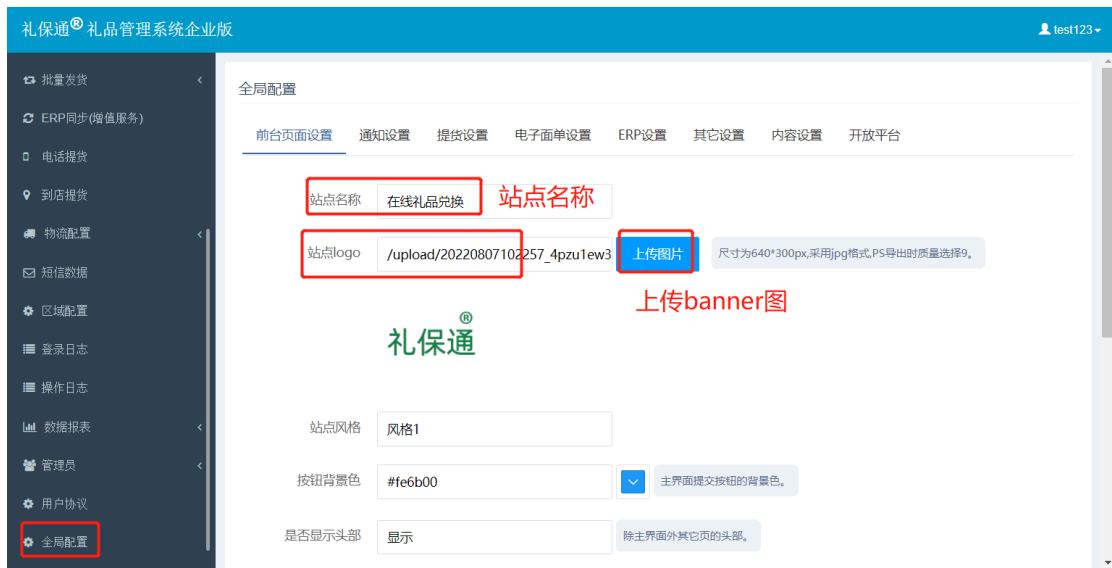 礼保通® 礼品管理系统企业版
test123
批量发货
ERP同步(增值服务)
电话提货
到店提货
物流配置
短信数据
区域配置
登录日志
操作日志
数据报表
管理员
用户协议
全局配置
全局配置
前台页面设置 通知设置 提货设置 电子面单设置 ERP设置 其它设置 内容设置 开放平台
站点名称 在线礼品兑换 站点名称
站点logo /upload/20220807102257_4pzu1ew3 上传图片 尺寸为640*300px,采用jpg格式,PS导出时质量选择9。
上传banner图
礼保通®
站点风格 风格1
按钮背景色 #fe6b00 主界面提交按钮的背景色。
是否显示头部 显示 除主界面外其它页的头部。